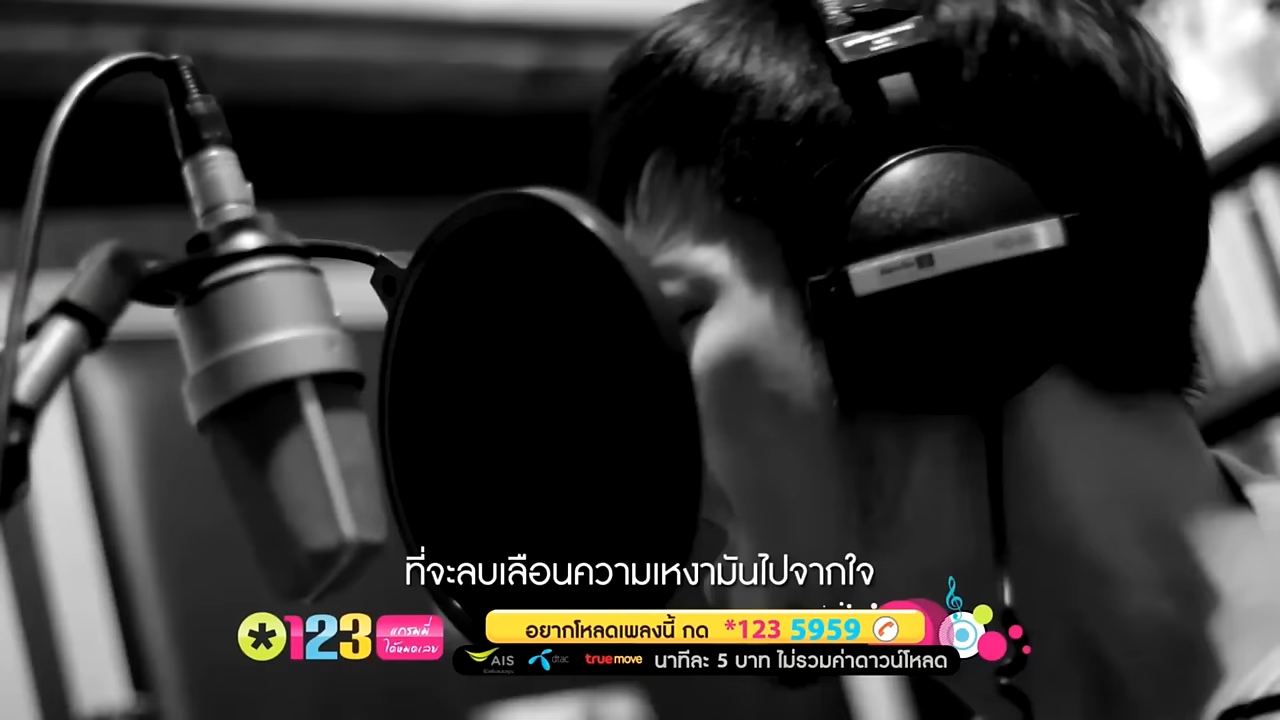 ที่จะลบเลือนความเหงามันไปจากใจ
*123 แกรมมี่ ได้หมดเลย
อยากโหลดเพลงนี้ กด *123 5959
AIS dtac truemove นาทีละ 5 บาท ไม่รวมค่าดาวน์โหลด